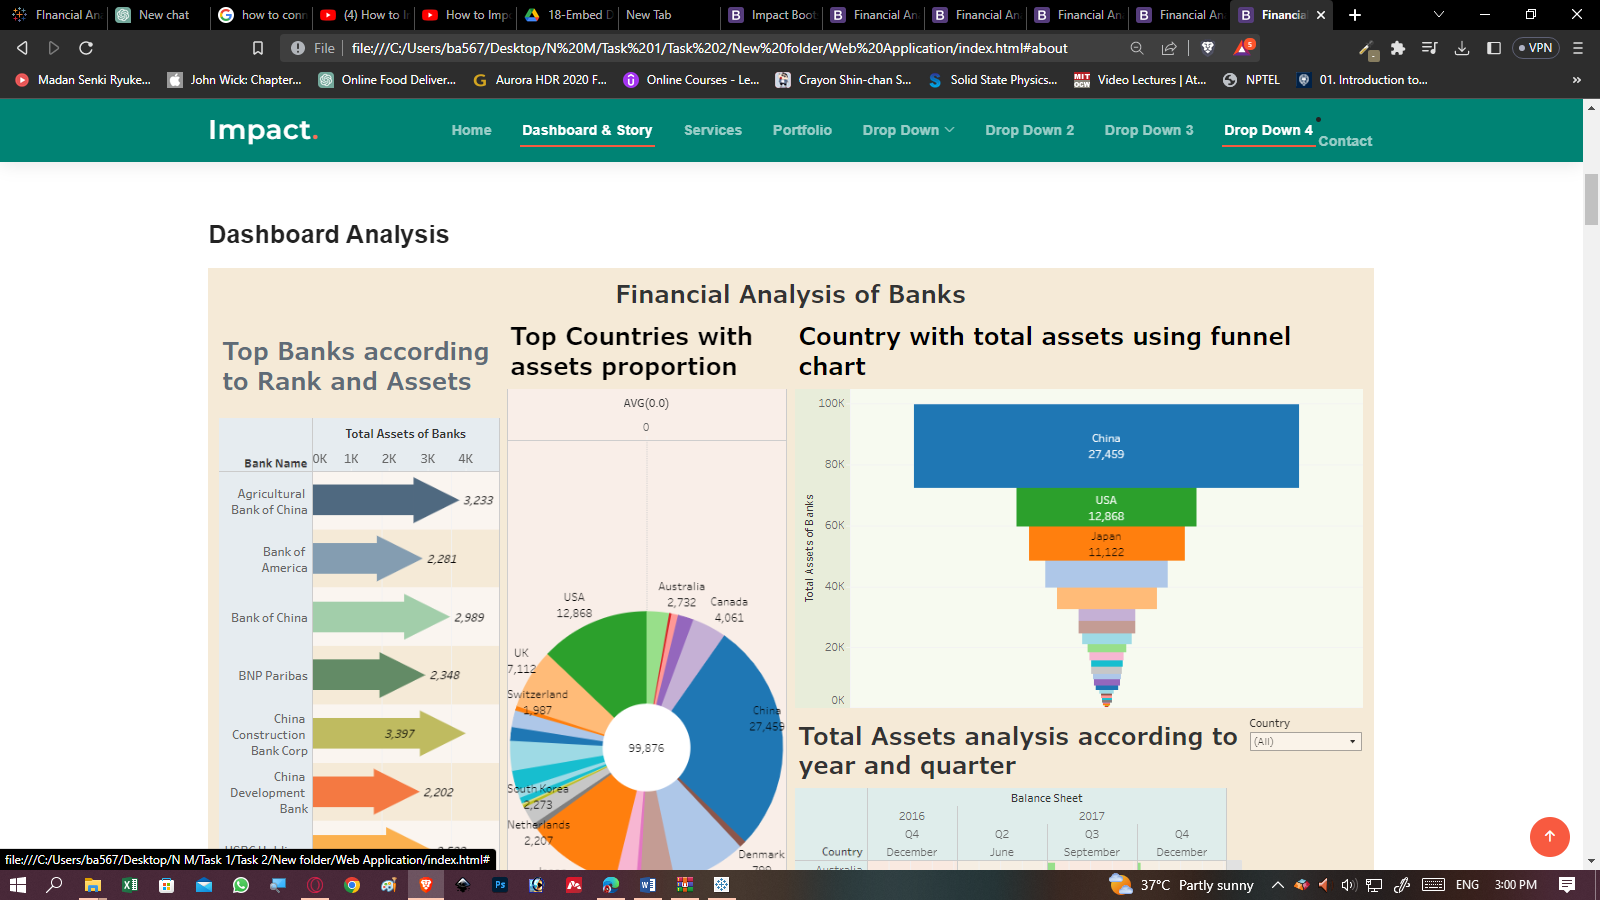 FInancial An
New chat
how to conn
(4) How to I
How to Impo
18-Embed D
New Tab
Impact Boot
Financial An
Financial An
Financial An
Financial An
Financia
File
file:///C:/Users/ba567/Desktop/N%20M/Task%201/Task%202/New%20folder/Web%20Application/index.html#about
5
VPN
Madan Senki Ryuke...
John Wick: Chapter...
Online Food Deliver...
Aurora HDR 2020 F...
Online Courses - Le...
Crayon Shin-chan S...
Solid State Physics...
MIT OCW
Video Lectures | At...
NPTEL
01. Introduction to...
Impact.
Home
Dashboard & Story
Services
Portfolio
Drop Down
Drop Down 2
Drop Down 3
Drop Down 4
Contact
Dashboard Analysis
Financial Analysis of Banks
Top Banks according
to Rank and Assets
Total Assets of Banks
Bank Name
0K 1K 2K 3K 4K
Agricultural
Bank of China
3,233
Bank of
America
2,281
Bank of China
2,989
BNP Paribas
2,348
China
Construction
Bank Corp
3,397
China
Development
Bank
2,202
Top Countries with
assets proportion
AVG(0.0)
0
USA
12,868
Australia
2,732
Canada
4,061
UK
7,112
Switzerland
1,987
China
27,459
99,876
South Korea
2,273
Netherlands
2,207
Denmark
Country with total assets using funnel
chart
Total Assets of Banks
100K
80K
60K
40K
20K
0K
China
27,459
USA
12,868
Japan
11,122
Total Assets analysis according to
year and quarter
Country
(All)
Balance Sheet
2016
2017
Q4
Q2
Q3
Q4
Country
December
June
September
December
Australia
file:///C:/Users/ba567/Desktop/N M/Task 1/Task 2/New folder/Web Application/index.html#
37°C Partly sunny
ENG
3:00 PM